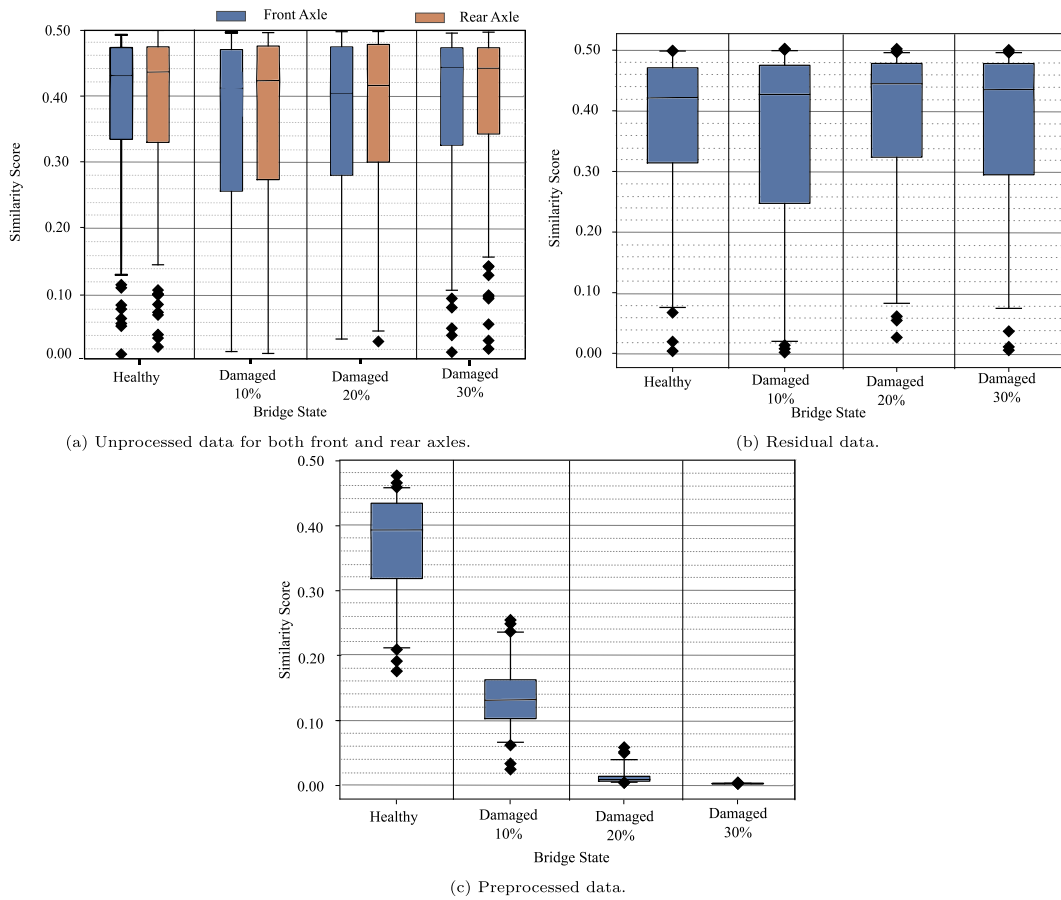 Front Axle Rear Axle
0.50
0.40
0.30
0.20
0.10
0.00
Similarity Score
Healthy Damaged Damaged Damaged
10% 20% 30%
Bridge State
(a) Unprocessed data for both front and rear axles.
0.50
0.40
0.30
0.20
0.10
0.00
Similarity Score
Healthy Damaged Damaged Damaged
10% 20% 30%
Bridge State
(b) Residual data.
0.50
0.40
0.30
0.20
0.10
0.00
Similarity Score
Healthy Damaged Damaged Damaged
10% 20% 30%
Bridge State
(c) Preprocessed data.